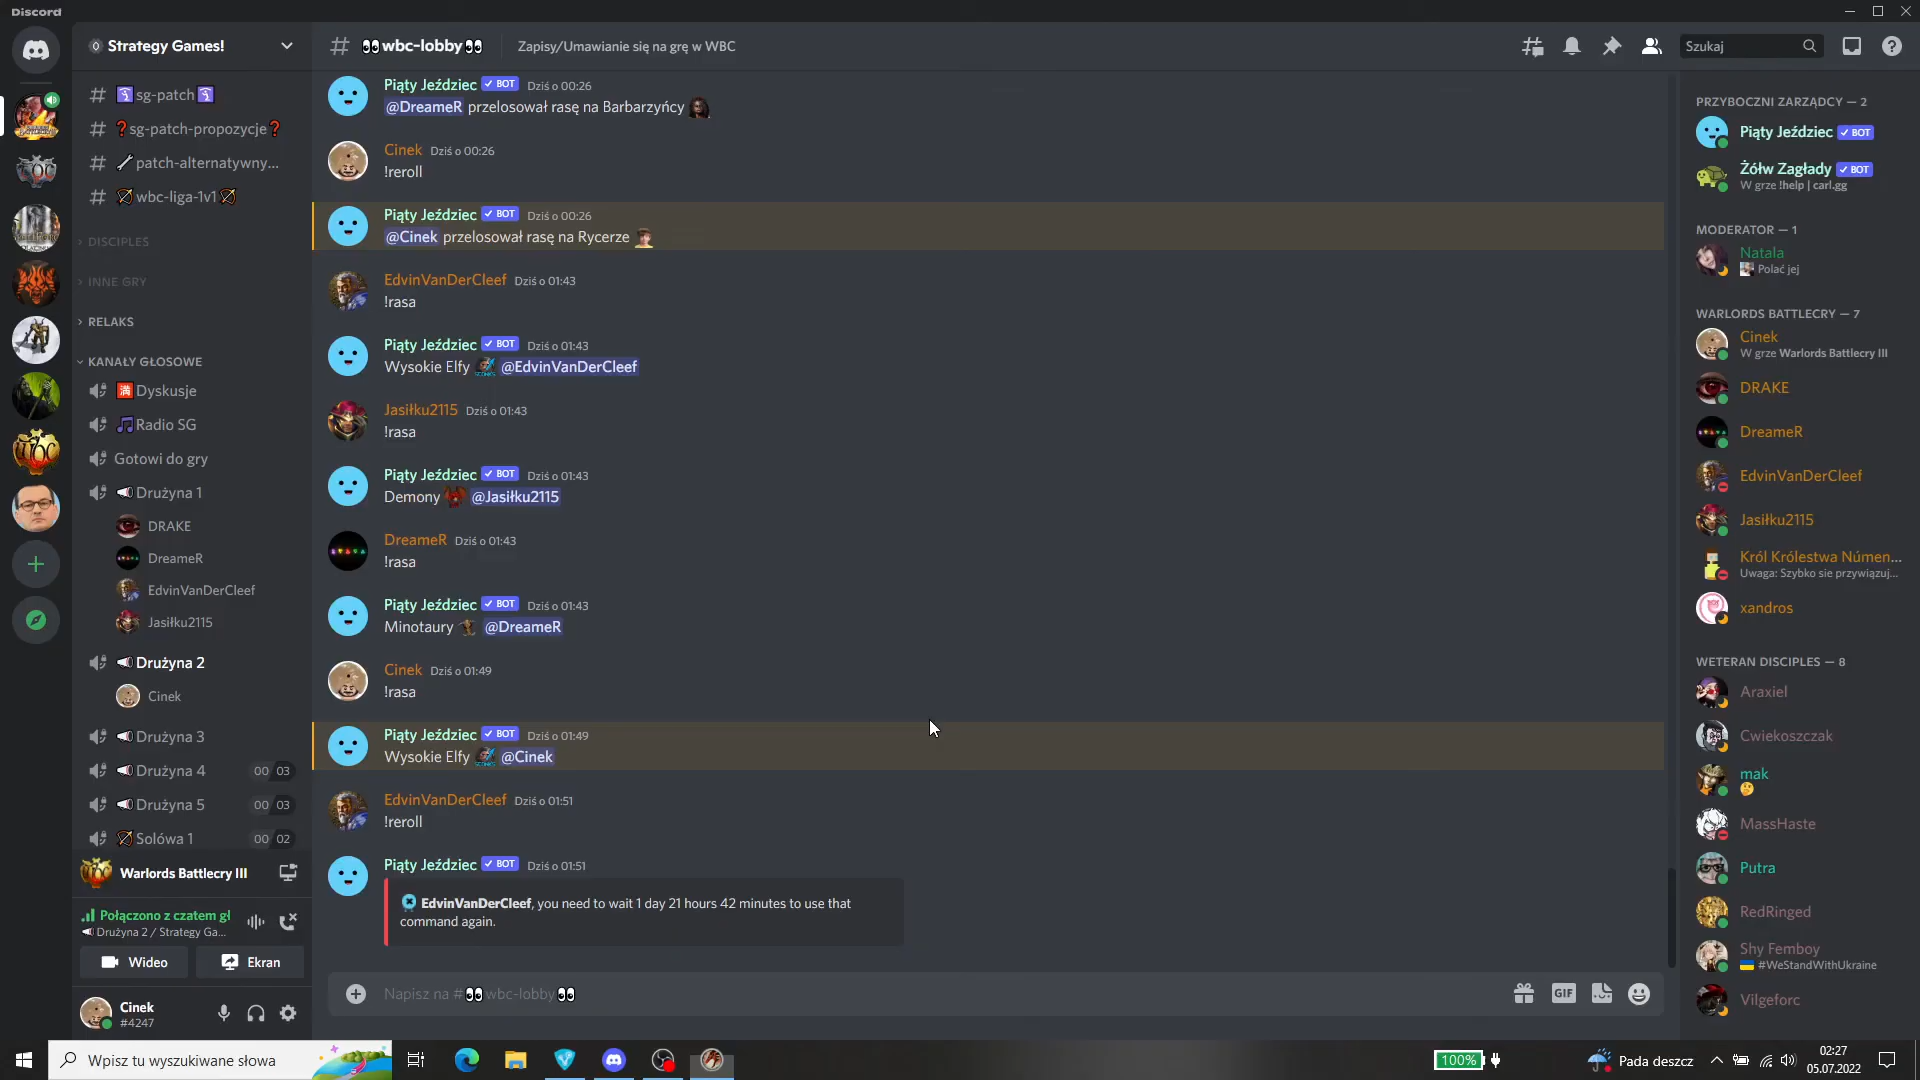 Discord
Strategy Games!
sg-patch
sg-patch-propozycje
patch-alternatywny...
wbc-liga-1v1
DISCIPLES
INNE GRY
RELAKS
KANAŁY GŁOSOWE
Dyskusje
Radio SG
Gotowi do gry
Drużyna 1
DRAKE
DreameR
EdvinVanDerCleef
Jasiłku2115
Drużyna 2
Cinek
Drużyna 3
Drużyna 4 00 03
Drużyna 5 00 03
Solówa 1 00 02
Warlords Battlecry III
Połączono z czatem gł
Drużyna 2 / Strategy Ga...
Wideo Ekran
Cinek
#4247
wbc-lobby Zapisy/Umawianie się na grę w WBC
Szukaj
Piąty Jeździec BOT Dziś o 00:26
@DreameR przelosował rasę na Barbarzyńcy
Cinek Dziś o 00:26
!reroll
Piąty Jeździec BOT Dziś o 00:26
@Cinek przelosował rasę na Rycerze
EdvinVanDerCleef Dziś o 01:43
!rasa
Piąty Jeździec BOT Dziś o 01:43
Wysokie Elfy @EdvinVanDerCleef
Jasiłku2115 Dziś o 01:43
!rasa
Piąty Jeździec BOT Dziś o 01:43
Demony @Jasiłku2115
DreameR Dziś o 01:43
!rasa
Piąty Jeździec BOT Dziś o 01:43
Minotaury @DreameR
Cinek Dziś o 01:49
!rasa
Piąty Jeździec BOT Dziś o 01:49
Wysokie Elfy @Cinek
EdvinVanDerCleef Dziś o 01:51
!reroll
Piąty Jeździec BOT Dziś o 01:51
EdvinVanDerCleef, you need to wait 1 day 21 hours 42 minutes to use that
command again.
Napisz na #wbc-lobby
GIF
PRZYBOCZNI ZARZĄDCY — 2
Piąty Jeździec BOT
Żółw Zagłady BOT
W grze !help | carl.gg
MODERATOR — 1
Natala
Polać jej
WARLORDS BATTLECRY — 7
Cinek
W grze Warlords Battlecry III
DRAKE
DreameR
EdvinVanDerCleef
Jasiłku2115
Król Królestwa Númen...
Uwaga: Szybko sie przywiązuj...
xandros
WETERAN DISCIPLES — 8
Araxiel
Cwiekoszczak
mak
MassHaste
Putra
RedRinged
Shy Femboy
#WeStandWithUkraine
Vilgeforc
Wpisz tu wyszukiwane słowa
100%
Pada deszcz
02:27
05.07.2022